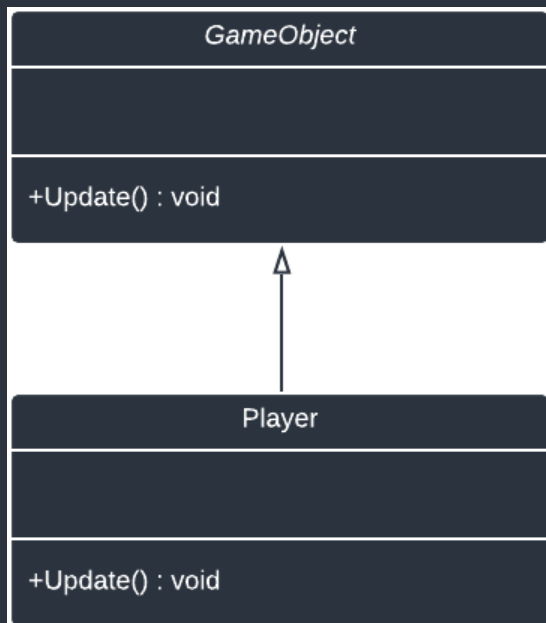 GameObject
+Update() : void
Player
+Update() : void